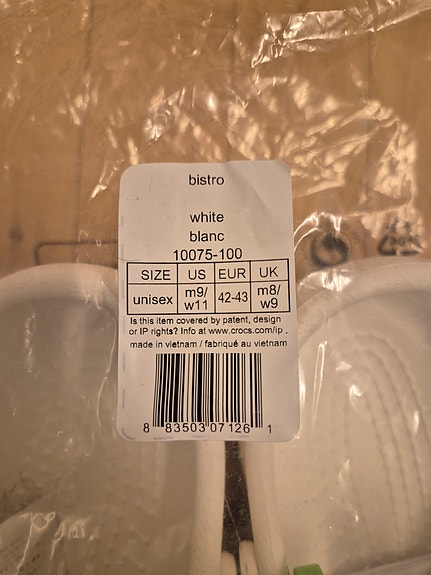 bistro
white
blanc
10075-100
SIZE US EUR UK
unisex m9/ w11 42-43 m8/ w9
Is this item covered by patent, design
or IP rights? Info at www.crocs.com/ip .
made in vietnam / fabriqué au vietnam
8 83503 07126 1